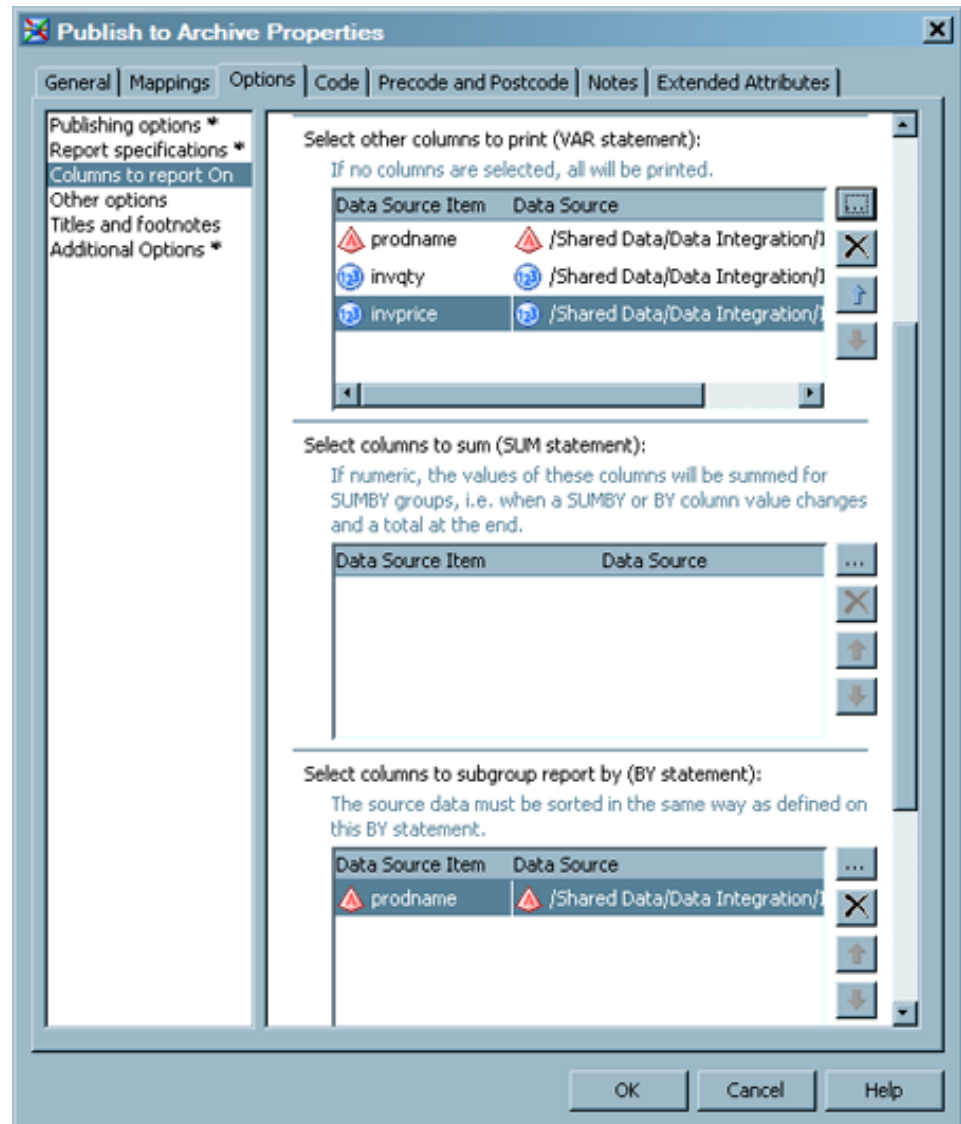 Publish to Archive Properties
General Mappings Options Code Precode and Postcode Notes Extended Attributes
Publishing options *
Report specifications *
Columns to report On
Other options
Titles and footnotes
Additional Options *
Select other columns to print (VAR statement):
If no columns are selected, all will be printed.
Data Source Item Data Source
prodname /Shared Data/Data Integration/
invqty /Shared Data/Data Integration/
invprice /Shared Data/Data Integration/
Select columns to sum (SUM statement):
If numeric, the values of these columns will be summed for
SUMBY groups, i.e. when a SUMBY or BY column value changes
and a total at the end.
Data Source Item Data Source
...
Select columns to subgroup report by (BY statement):
The source data must be sorted in the same way as defined on
this BY statement.
Data Source Item Data Source
...
prodname /Shared Data/Data Integration/
OK Cancel Help